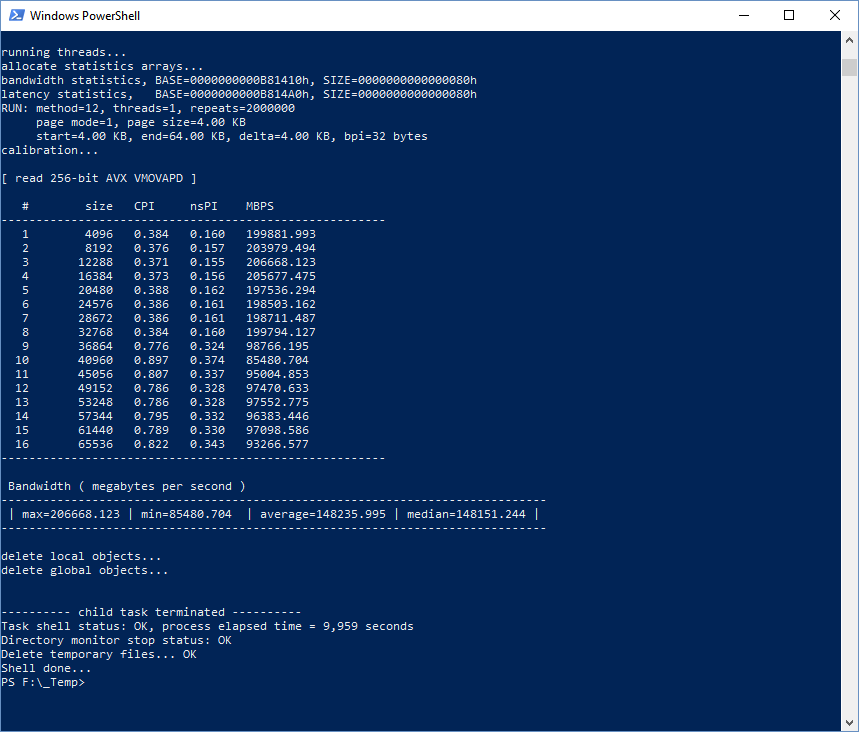 Windows PowerShell
running threads...
allocate statistics arrays...
bandwidth statistics, BASE=0000000000B81410h, SIZE=0000000000000080h
latency statistics,   BASE=0000000000B814A0h, SIZE=0000000000000080h
RUN: method=12, threads=1, repeats=2000000
     page mode=1, page size=4.00 KB
     start=4.00 KB, end=64.00 KB, delta=4.00 KB, bpi=32 bytes
calibration...
[ read 256-bit AVX VMOVAPD ]
   #        size   CPI     nsPI    MBPS
-------------------------------------------------------
   1        4096   0.384   0.160   199881.993
   2        8192   0.376   0.157   203979.494
   3       12288   0.371   0.155   206668.123
   4       16384   0.373   0.156   205677.475
   5       20480   0.388   0.162   197536.294
   6       24576   0.386   0.161   198503.162
   7       28672   0.386   0.161   198711.487
   8       32768   0.384   0.160   199794.127
   9       36864   0.776   0.324   98766.195
  10       40960   0.897   0.374   85480.704
  11       45056   0.807   0.337   95004.853
  12       49152   0.786   0.328   97470.633
  13       53248   0.786   0.328   97552.775
  14       57344   0.795   0.332   96383.446
  15       61440   0.789   0.330   97098.586
  16       65536   0.822   0.343   93266.577
-------------------------------------------------------
 Bandwidth ( megabytes per second )
------------------------------------------------------------------------------
 | max=206668.123 | min=85480.704  | average=148235.995 | median=148151.244 |
------------------------------------------------------------------------------
delete local objects...
delete global objects...
---------- child task terminated ----------
Task shell status: OK, process elapsed time = 9,959 seconds
Directory monitor stop status: OK
Delete temporary files... OK
Shell done...
PS F:\_Temp>